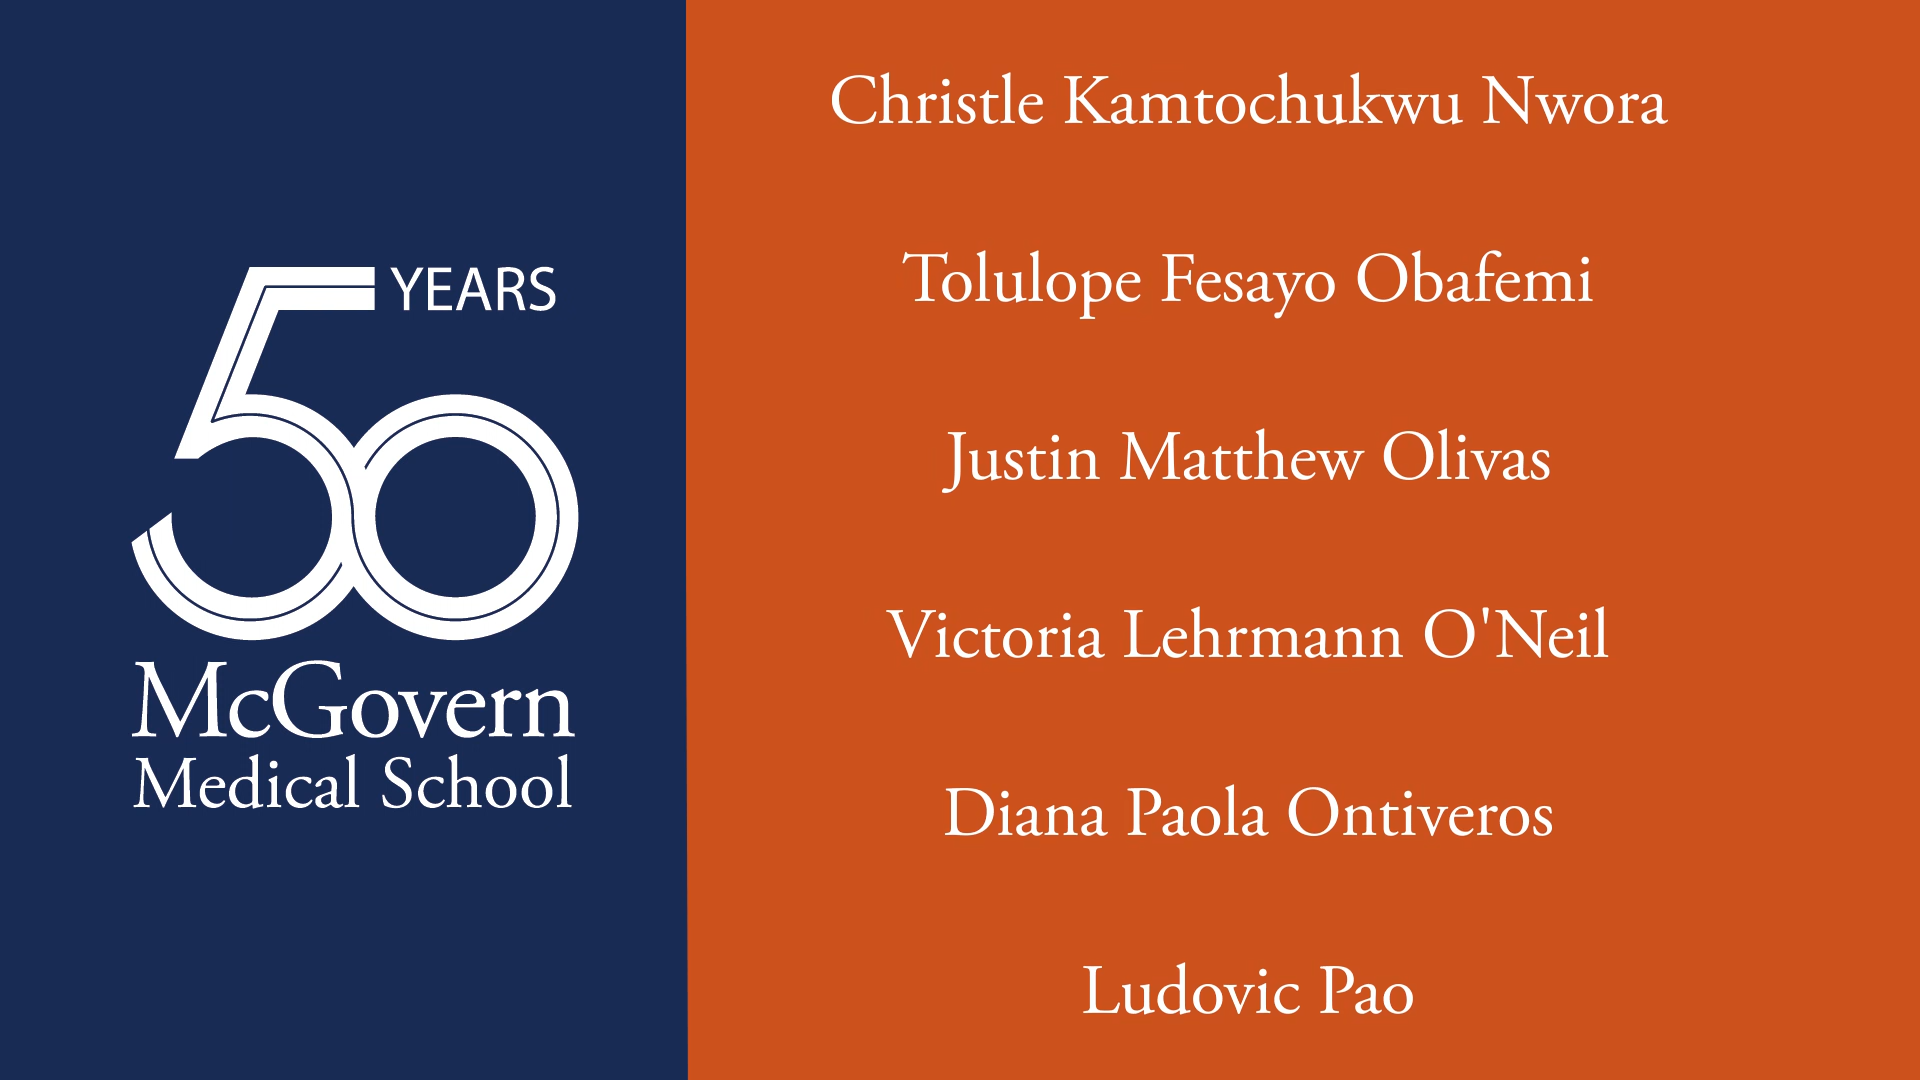 50 YEARS
McGovern
Medical School
Christle Kamtochukwu Nwora
Tolulope Fesayo Obafemi
Justin Matthew Olivas
Victoria Lehrmann O'Neil
Diana Paola Ontiveros
Ludovic Pao